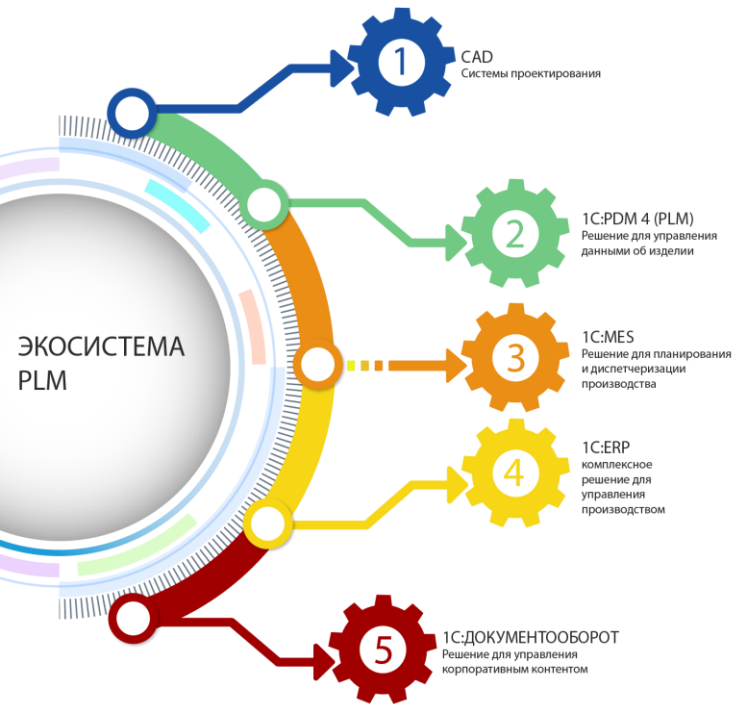 1
CAD
Системы проектирования
2
1С:PDM 4 (PLM)
Решение для управления
данными об изделии
ЭКОСИСТЕМА
PLM
3
1С:MES
Решение для планирования
и диспетчеризации
производства
4
1С:ERP
комплексное
решение для
управления
производством
5
1С:ДОКУМЕНТООБОРОТ
Решение для управления
корпоративным контентом